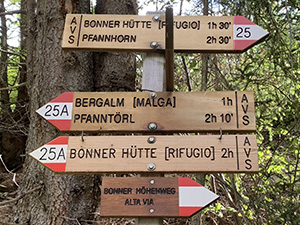 AVS BONNER HÜTTE [RIFUGIO] 1h 30'
PFANNHORN 2h 30' 25
25A BERGALM [MALGA] 1h AVS
PFANNTÖRL 2h 10'
25A BONNER HÜTTE [RIFUGIO] 2h AVS
BONNER HÖHENWEG
ALTA VIA